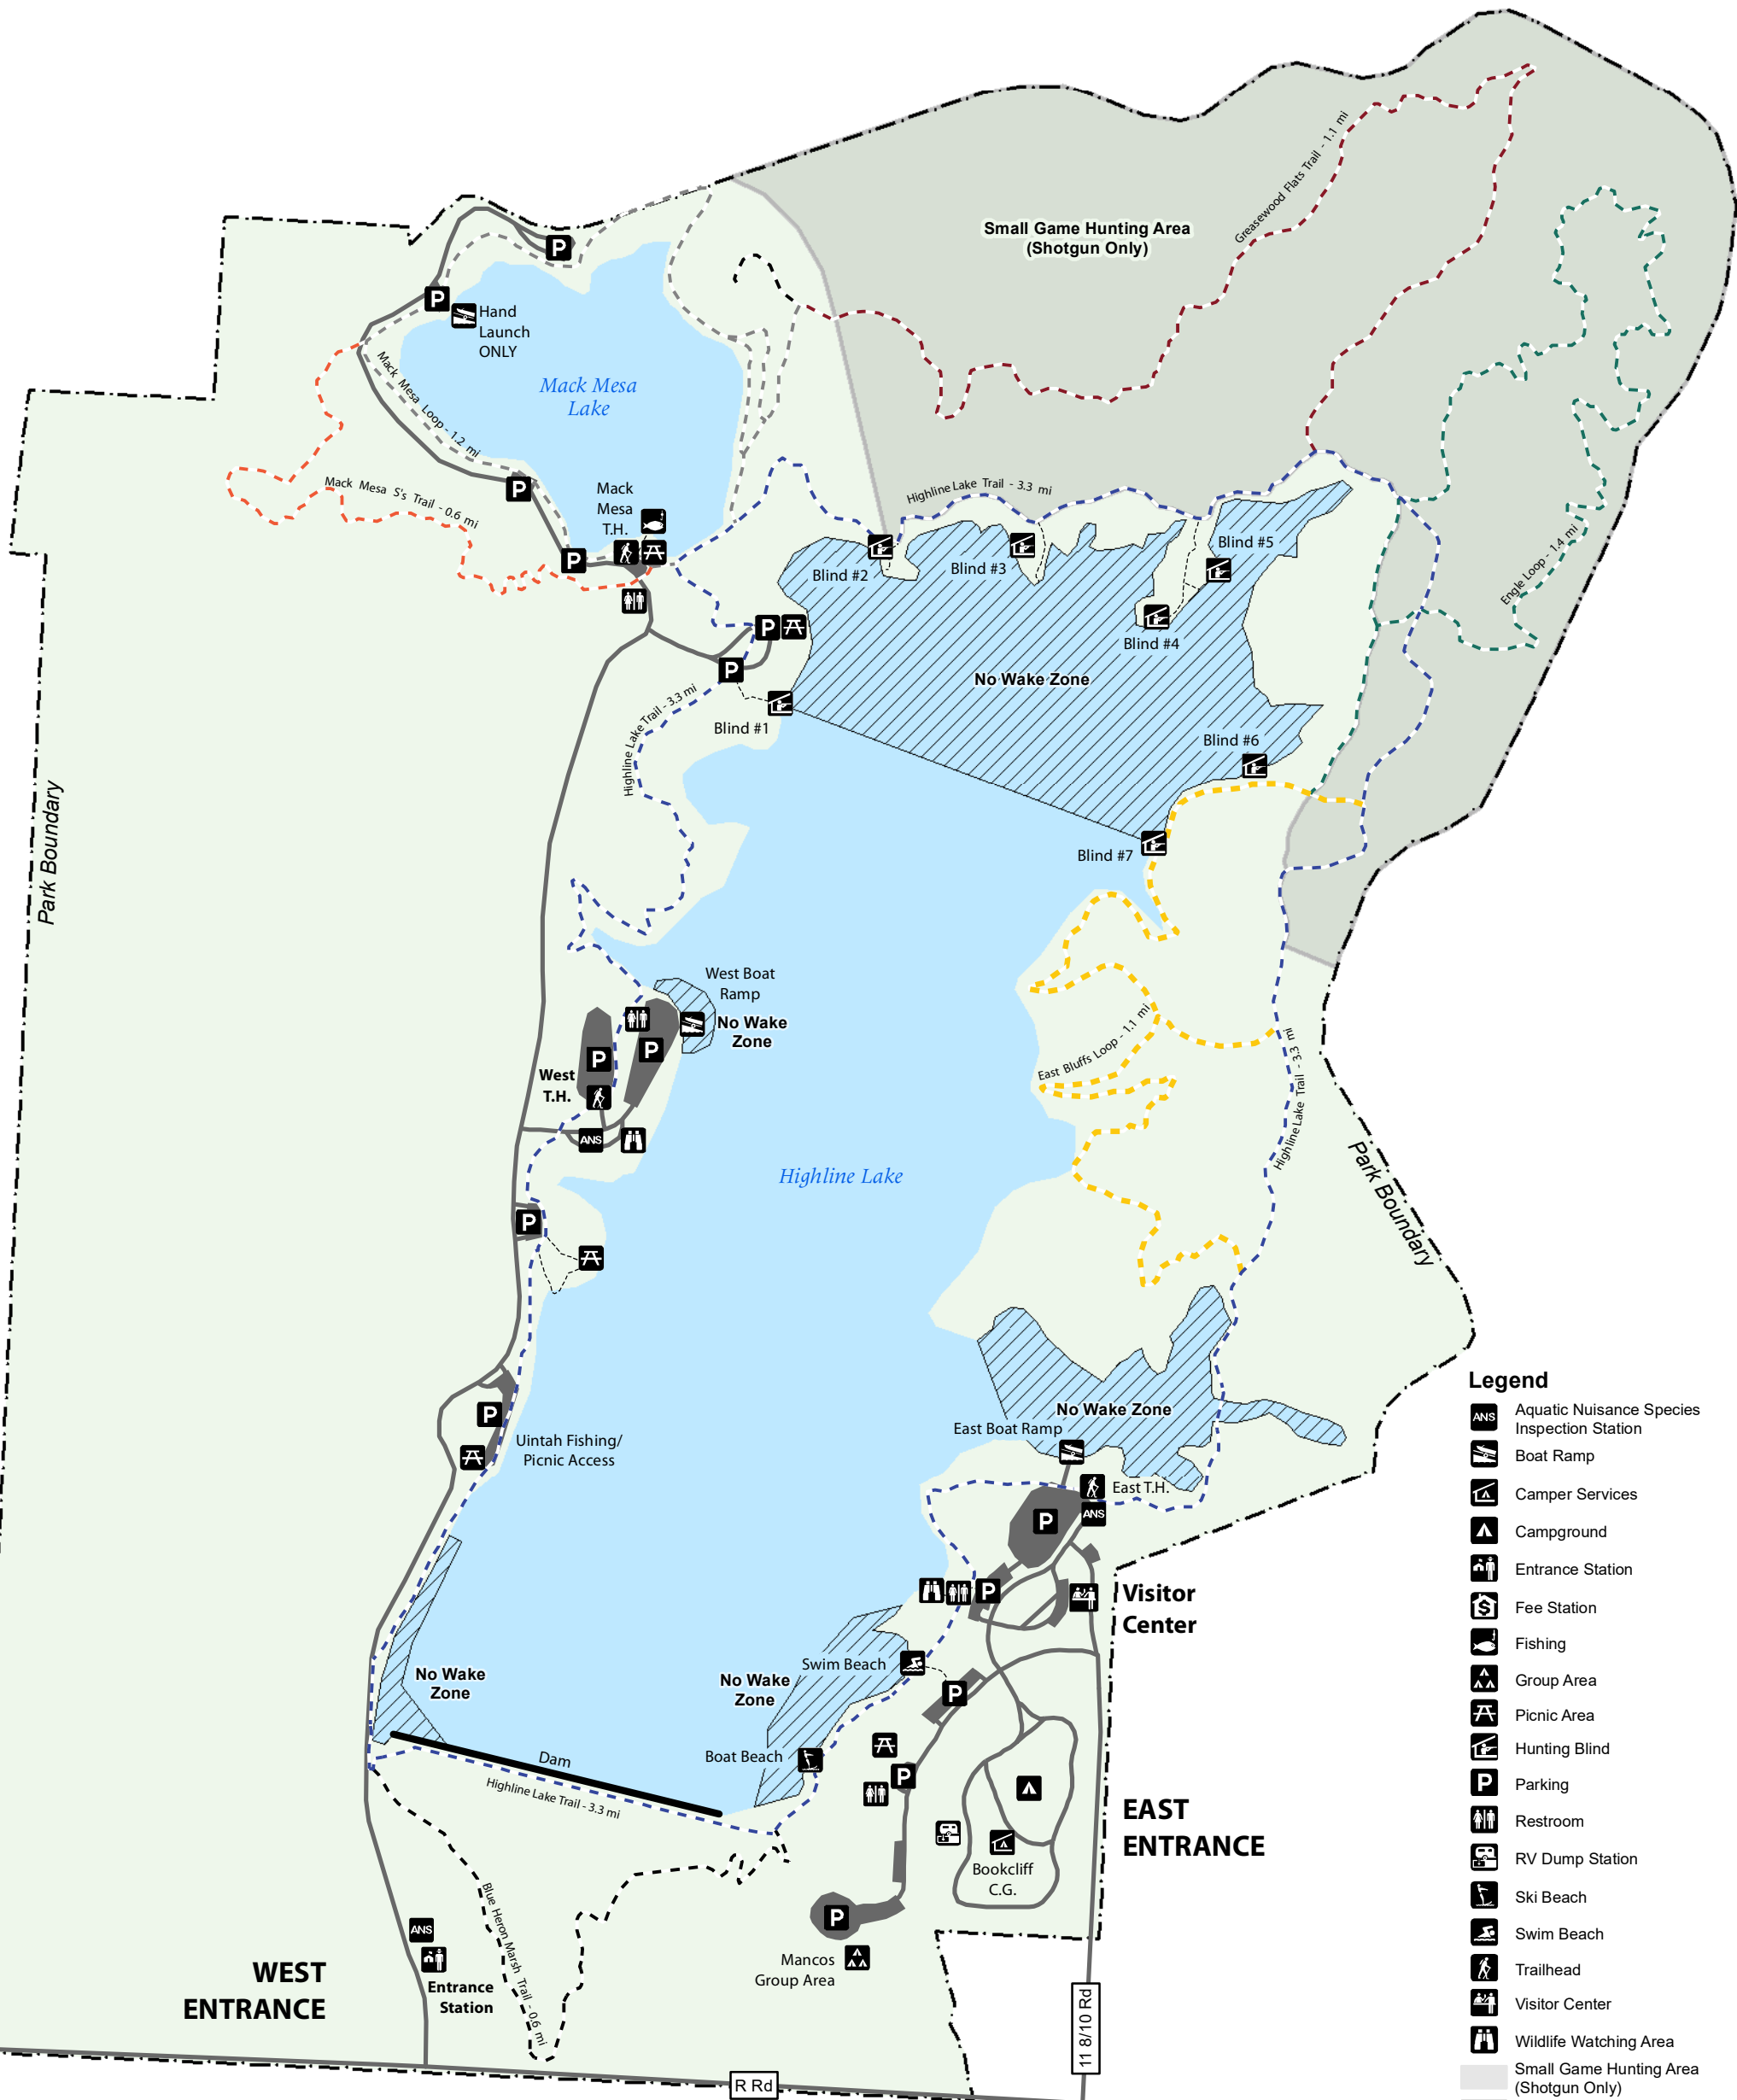 Greasewood Flats Trail - 1.1 mi
Small Game Hunting Area
(Shotgun Only)
P
P
Hand
Launch
ONLY
Mack Mesa
Lake
Mack Mesa Loop - 1.2 mi
Mack Mesa S's Trail - 0.6 mi
P
Mack
Mesa
T.H.
P
Highline Lake Trail - 3.3 mi
Blind #2
Blind #3
Blind #5
Blind #4
Engle Loop - 1.4 mi
P
P
No Wake Zone
Highline Lake Trail - 3.3 mi
Blind #1
Blind #6
Blind #7
Park Boundary
West Boat
Ramp
No Wake
Zone
P
P
West
T.H.
ANS
East Bluffs Loop - 1.1 mi
Highline Lake Trail - 3.3 mi
Highline Lake
Park Boundary
P
P
Uintah Fishing/
Picnic Access
No Wake Zone
East Boat Ramp
East T.H.
P
ANS
P
Visitor
Center
Swim Beach
P
No Wake
Zone
No Wake
Zone
Dam
Highline Lake Trail - 3.3 mi
Boat Beach
P
EAST
ENTRANCE
Bookcliff
C.G.
Blue Heron Marsh Trail - 0.6 mi
P
Mancos
Group Area
ANS
Entrance
Station
WEST
ENTRANCE
R Rd
11 8/10 Rd
Legend
ANS Aquatic Nuisance Species
Inspection Station
Boat Ramp
Camper Services
Campground
Entrance Station
$ Fee Station
Fishing
Group Area
Picnic Area
Hunting Blind
P Parking
Restroom
RV Dump Station
Ski Beach
Swim Beach
Trailhead
Visitor Center
Wildlife Watching Area
Small Game Hunting Area
(Shotgun Only)